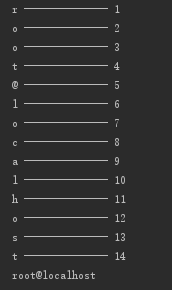 r ———————— 1
o ———————— 2
o ———————— 3
t ———————— 4
@ ———————— 5
l ———————— 6
o ———————— 7
c ———————— 8
a ———————— 9
l ———————— 10
h ———————— 11
o ———————— 12
s ———————— 13
t ———————— 14
root@localhost